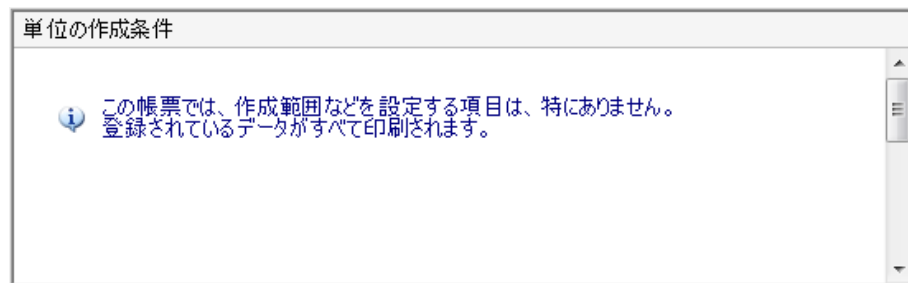 単位の作成条件
この帳票では、作成範囲などを設定する項目は、特にありません。
登録されているデータがすべて印刷されます。